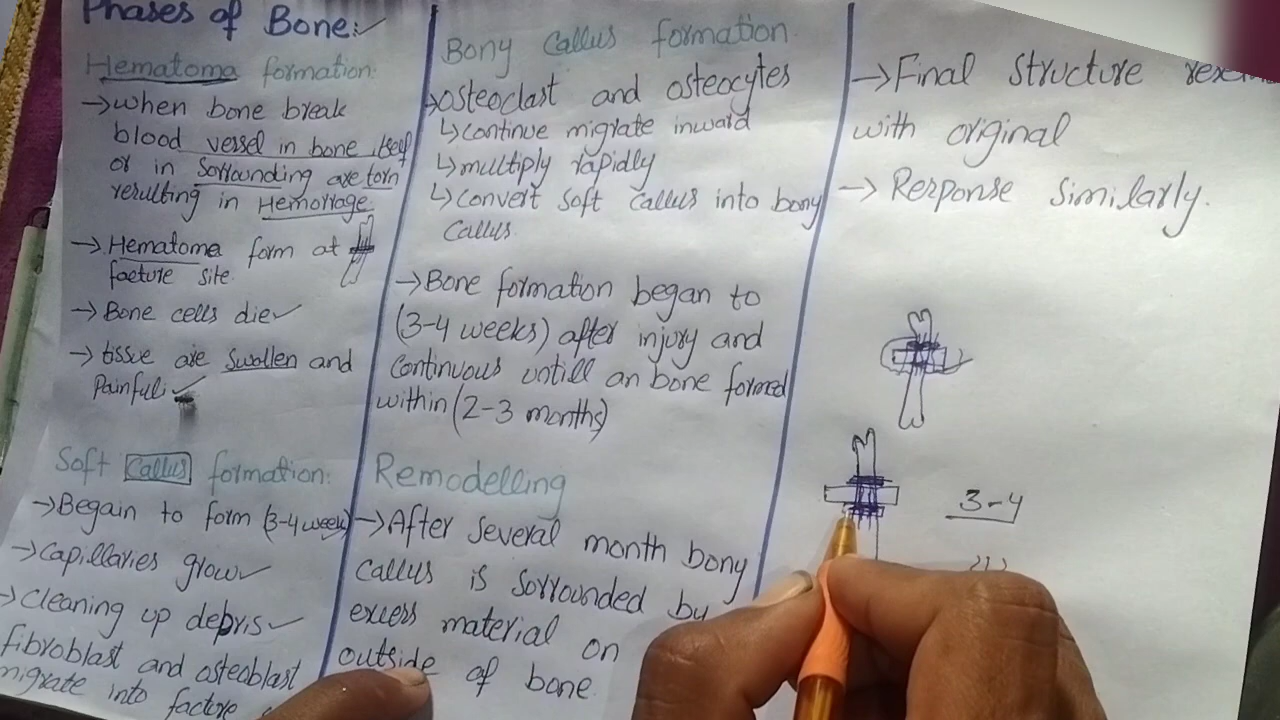 Phases of Bone:
Hematoma formation:
→ when bone break
blood vessel in bone itself
or in Sorrounding are torn
resulting in Hemorrage.
→ Hematoma form at
facture site.
→ Bone cells die
→ tissue are Swollen and
Painful:
Soft Callus formation:
→ Begain to form (3-4 week)
→ Capillaries grow
→ Cleaning up debris
fibroblast and osteoblast
migrate into factore
Bony Callus formation.
→ osteoclast and osteocytes
↳ continue migrate inward
↳ multiply rapidly
↳ convert soft callus into bony
Callus.
→ Bone formation began to
(3-4 weeks) after injury and
continuous untill an bone formed
within (2-3 months)
Remodelling
→ After several month bony
callus is sorrounded by
excess material on
outside of bone.
→ Final Structure
with original
→ Response Similarly.
3-4